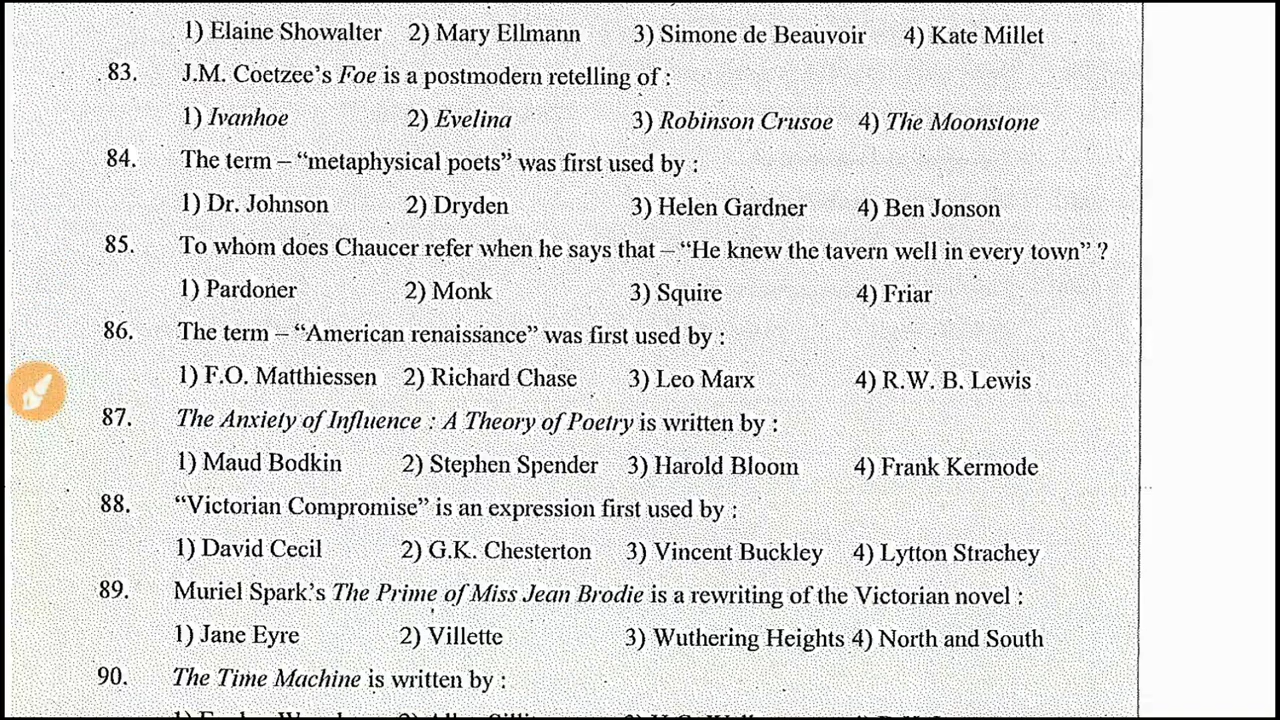 1) Elaine Showalter 2) Mary Ellmann 3) Simone de Beauvoir 4) Kate Millet
83. J.M. Coetzee's Foe is a postmodern retelling of :
1) Ivanhoe 2) Evelina 3) Robinson Crusoe 4) The Moonstone
84. The term – "metaphysical poets" was first used by :
1) Dr. Johnson 2) Dryden 3) Helen Gardner 4) Ben Jonson
85. To whom does Chaucer refer when he says that – "He knew the tavern well in every town" ?
1) Pardoner 2) Monk 3) Squire 4) Friar
86. The term – "American renaissance" was first used by :
1) F.O. Matthiessen 2) Richard Chase 3) Leo Marx 4) R.W. B. Lewis
87. The Anxiety of Influence : A Theory of Poetry is written by :
1) Maud Bodkin 2) Stephen Spender 3) Harold Bloom 4) Frank Kermode
88. "Victorian Compromise" is an expression first used by :
1) David Cecil 2) G.K. Chesterton 3) Vincent Buckley 4) Lytton Strachey
89. Muriel Spark's The Prime of Miss Jean Brodie is a rewriting of the Victorian novel :
1) Jane Eyre 2) Villette 3) Wuthering Heights 4) North and South
90. The Time Machine is written by :